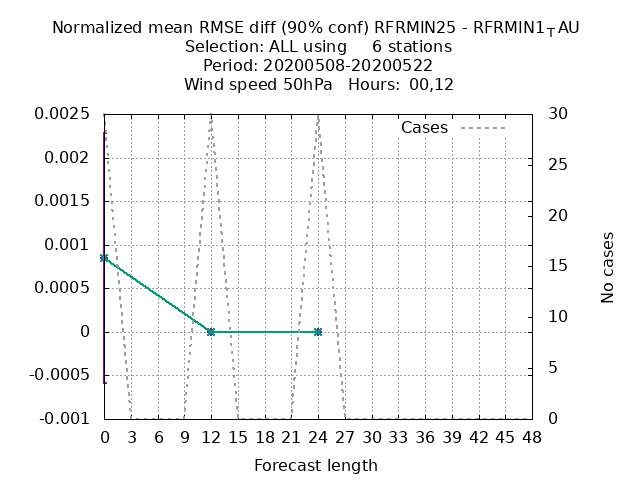 Normalized mean RMSE diff (90% conf) RFRMIN25 - RFRMIN1TAU
Selection: ALL using 6 stations
Period: 20200508-20200522
Wind speed 50hPa Hours: 00,12
Cases
0.0025
0.002
0.0015
0.001
0.0005
0
-0.0005
-0.001
30
25
20
15
10
5
0
No cases
0 3 6 9 12 15 18 21 24 27 30 33 36 39 42 45 48
Forecast length